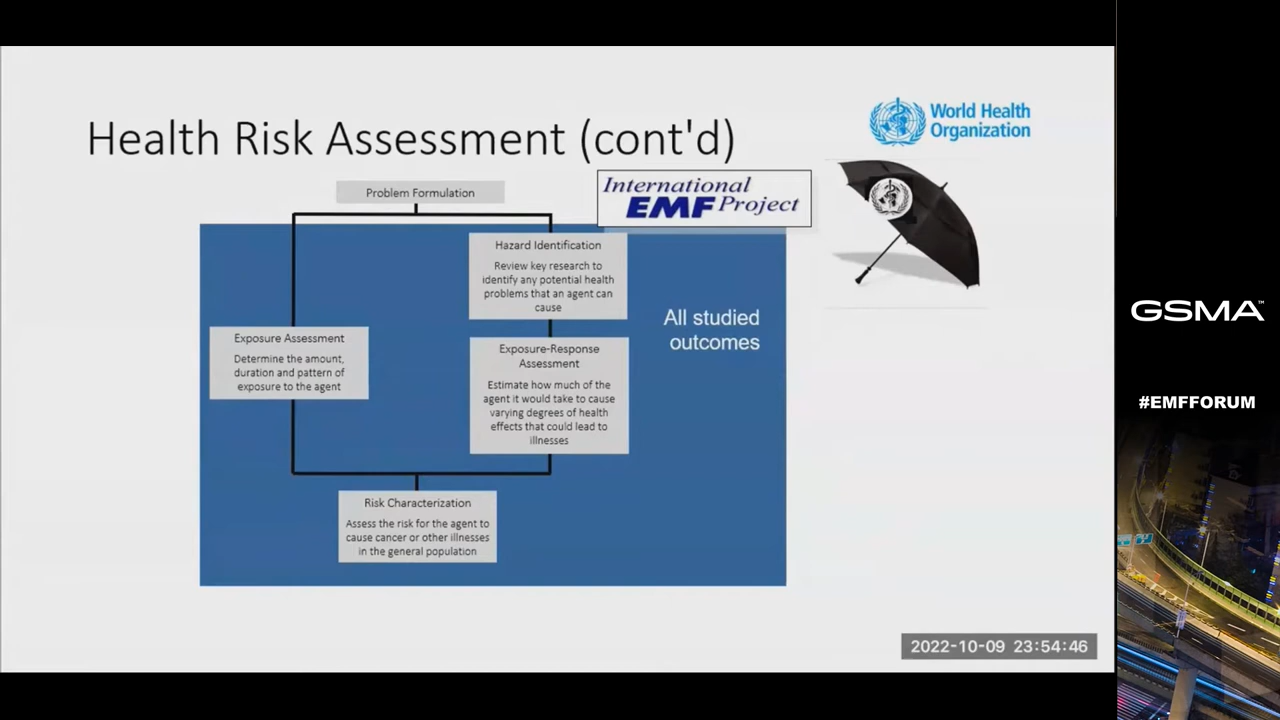 Health Risk Assessment (cont'd)
World Health
Organization
International
EMF Project
Problem Formulation
Hazard Identification
Review key research to
identify any potential health
problems that an agent can
cause
All studied
outcomes
Exposure Assessment
Determine the amount,
duration and pattern of
exposure to the agent
Exposure-Response
Assessment
Estimate how much of the
agent it would take to cause
varying degrees of health
effects that could lead to
illnesses
Risk Characterization
Assess the risk for the agent to
cause cancer or other illnesses
in the general population
2022-10-09 23:54:46
GSMA™
#EMFFORUM